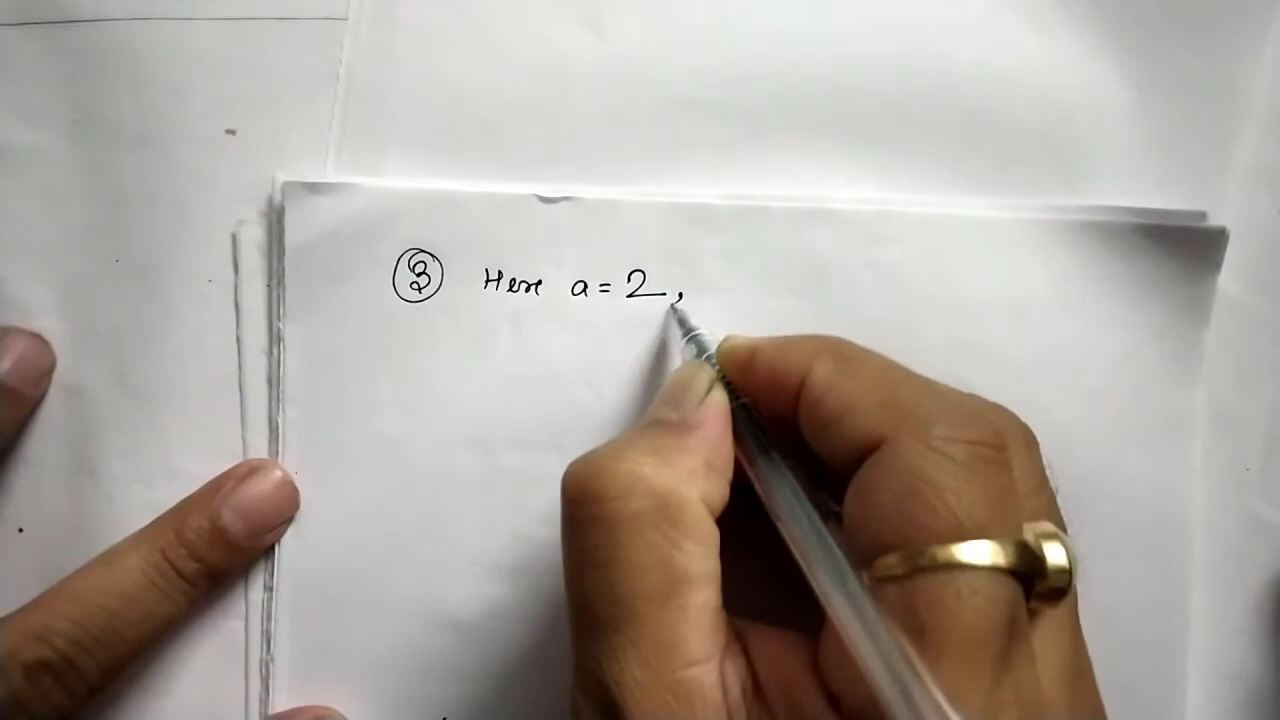 ③ Here a = 2,